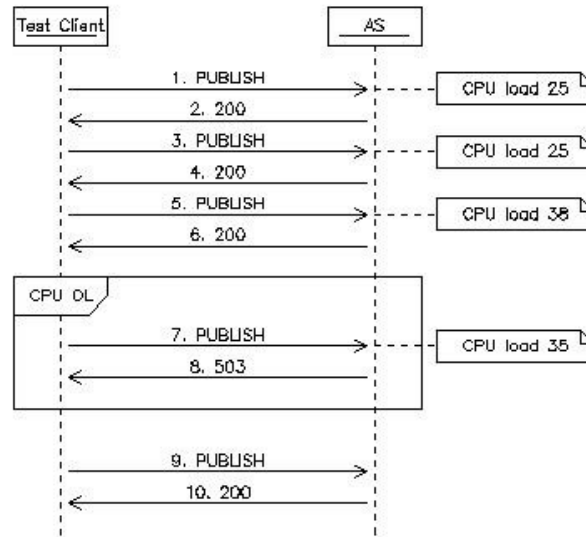 Test Client
AS
1. PUBLISH
CPU load 25
2. 200
3. PUBLISH
CPU load 25
4. 200
5. PUBLISH
CPU load 38
6. 200
CPU OL
7. PUBLISH
CPU load 35
8. 503
9. PUBLISH
10. 200